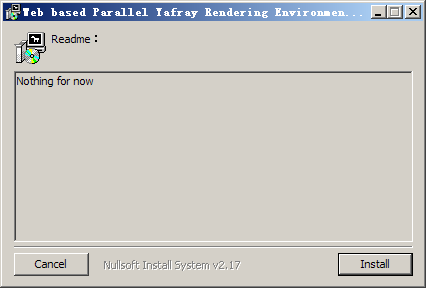 Web based Parallel Yafray Rendering Environmen...
Readme：
Nothing for now
Cancel
Nullsoft Install System v2.17
Install